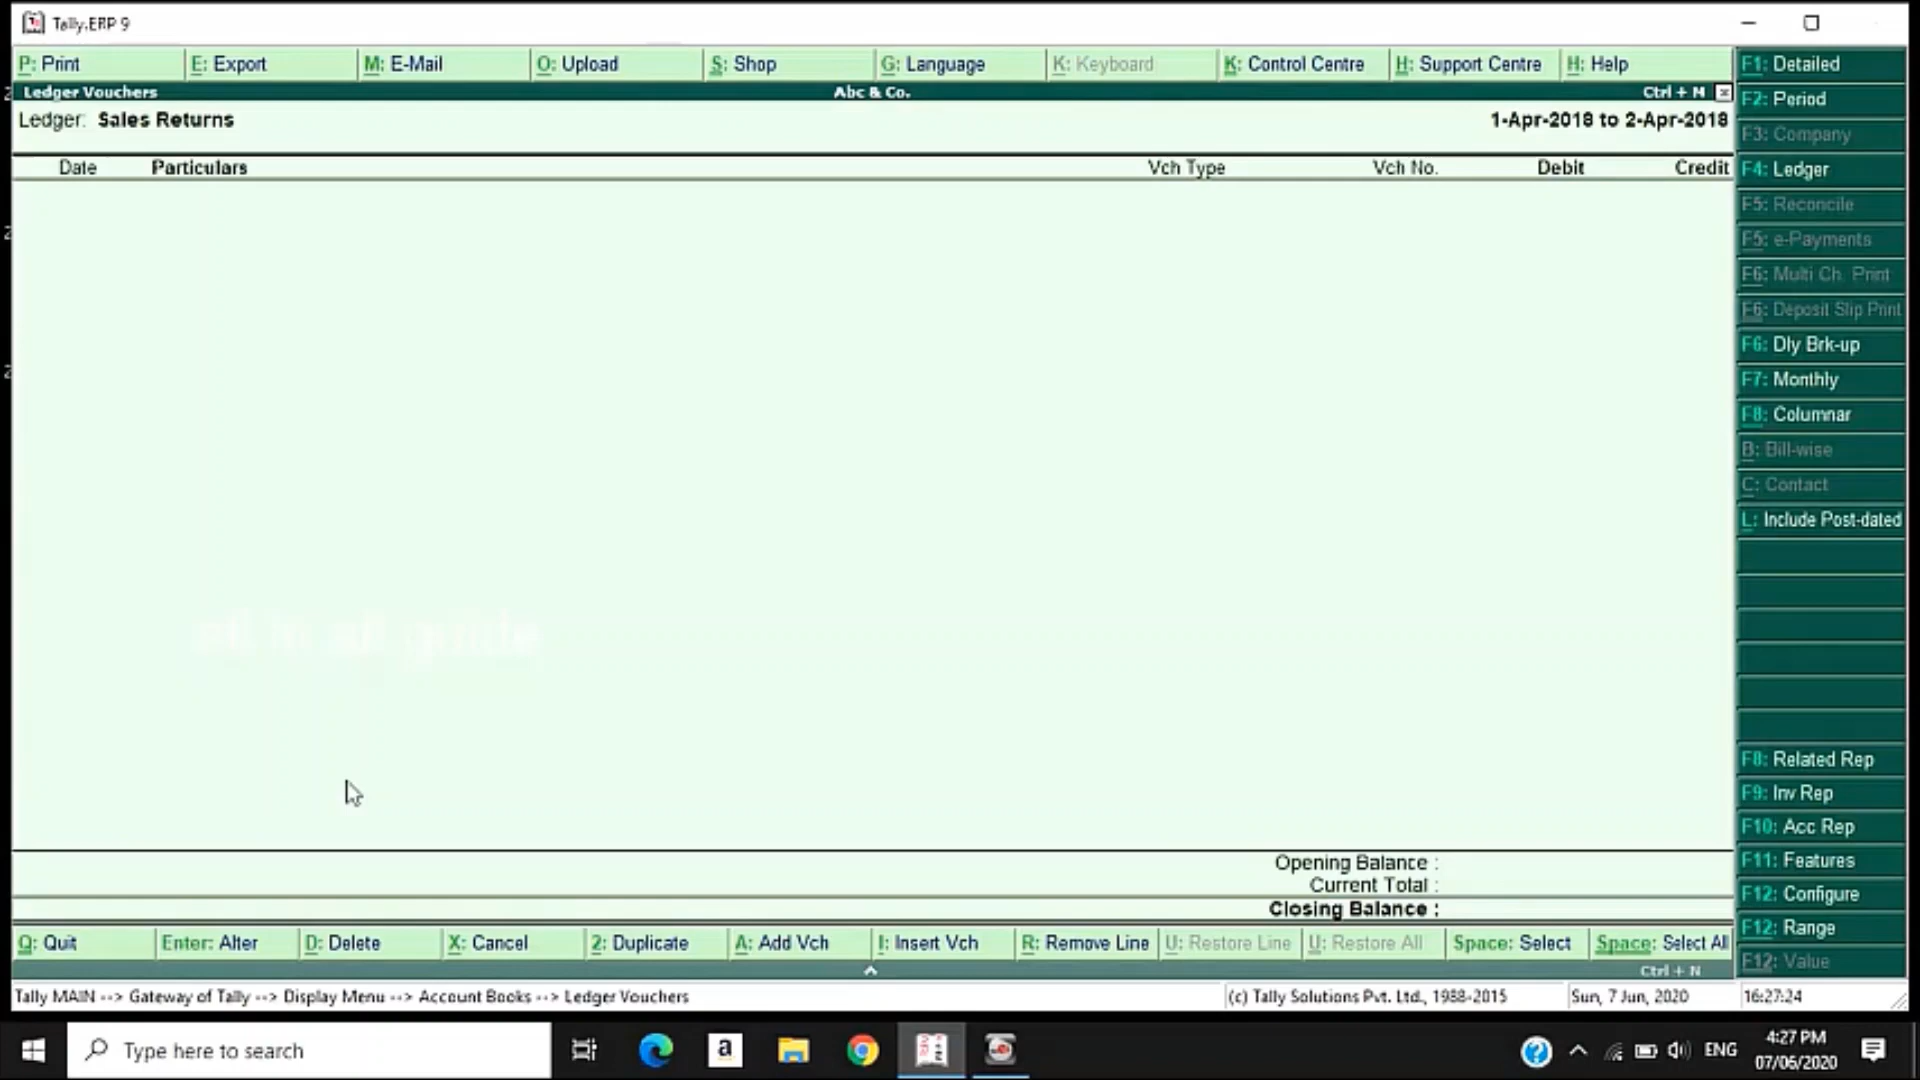 Tally.ERP 9
P: Print E: Export M: E-Mail O: Upload S: Shop G: Language K: Keyboard K: Control Centre H: Support Centre H: Help
Ledger Vouchers Abc & Co. Ctrl + M
Ledger: Sales Returns 1-Apr-2018 to 2-Apr-2018
Date Particulars Vch Type Vch No. Debit Credit
F1: Detailed
F2: Period
F3: Company
F4: Ledger
F5: Reconcile
F5: e-Payments
F6: Multi Ch. Print
F6: Deposit Slip Print
F6: Dly Brk-up
F7: Monthly
F8: Columnar
B: Bill-wise
C: Contact
L: Include Post-dated
all in all guide
F8: Related Rep
F9: Inv Rep
F10: Acc Rep
F11: Features
F12: Configure
F12: Range
F12: Value
Opening Balance :
Current Total :
Closing Balance :
Q: Quit Enter: Alter D: Delete X: Cancel 2: Duplicate A: Add Vch I: Insert Vch R: Remove Line U: Restore Line U: Restore All Space: Select Space: Select All
Ctrl + N
Tally MAIN --> Gateway of Tally --> Display Menu --> Account Books --> Ledger Vouchers (c) Tally Solutions Pvt. Ltd., 1988-2015 Sun, 7 Jun, 2020 16:27:24
Type here to search
a
ENG
4:27 PM
07/06/2020